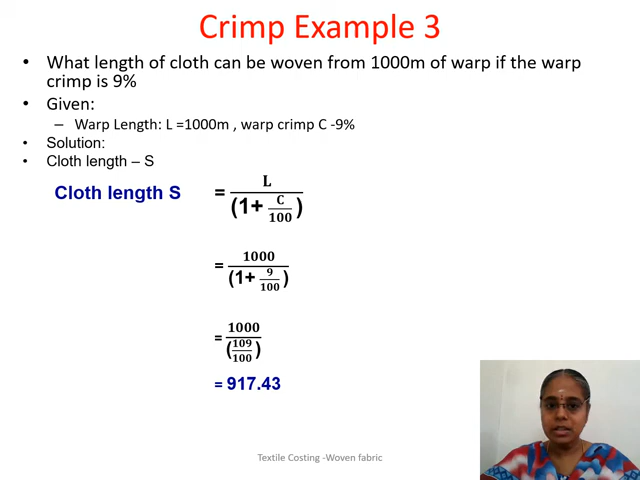 Crimp Example 3
• What length of cloth can be woven from 1000m of warp if the warp
crimp is 9%
• Given:
– Warp Length: L =1000m , warp crimp C -9%
• Solution:
• Cloth length – S
Cloth length S = L / (1+ C/100)
= 1000 / (1+ 9/100)
= 1000 / (109/100)
= 917.43
Textile Costing -Woven fabric